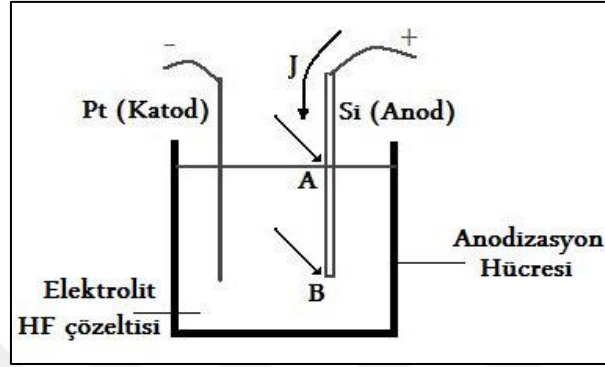 -
J
+
Pt (Katod)
Si (Anod)
A
B
Anodizasyon
Hücresi
Elektrolit
HF çözeltisi